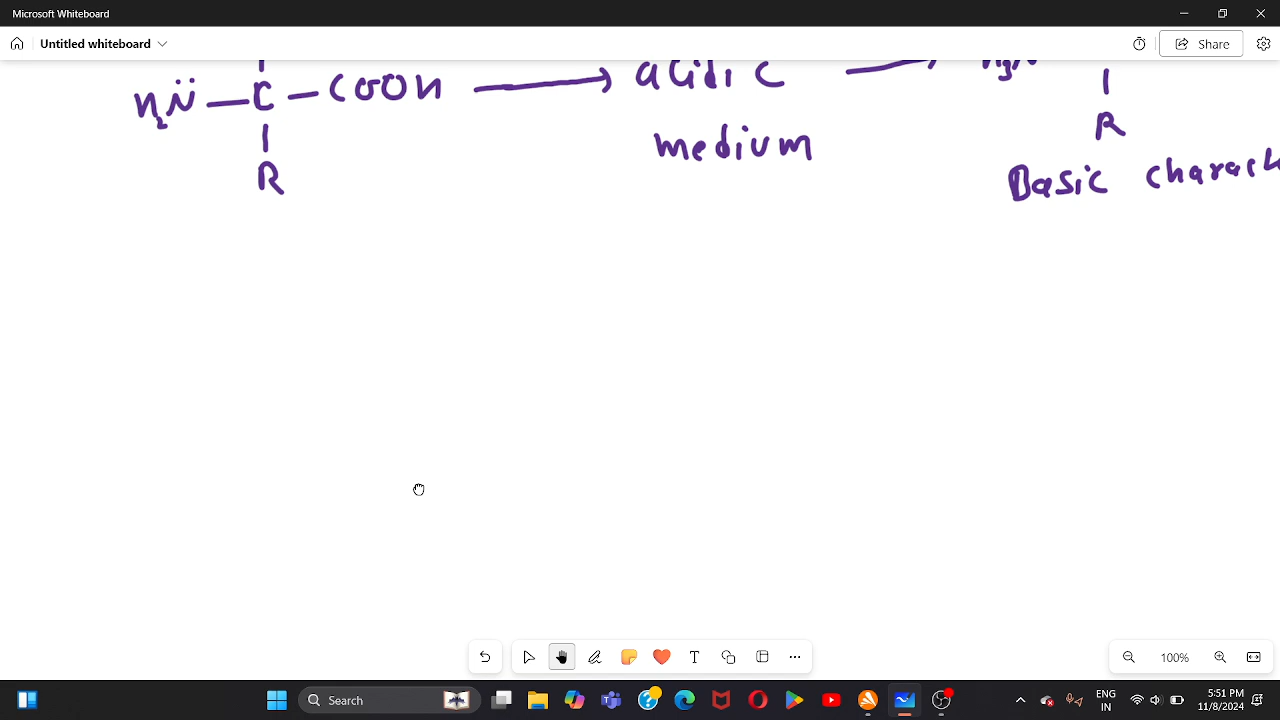 Microsoft Whiteboard
Untitled whiteboard
Share
H2N̈ — C — COOH → acidic →
medium
R
R
Basic
100%
Search
ENG
IN
5:51 PM
11/8/2024